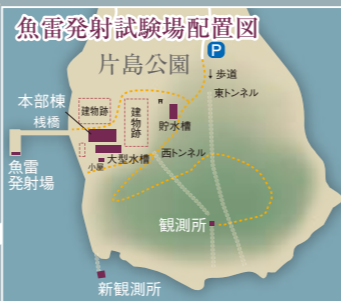 魚雷発射試験場配置図
P
片島公園
↓歩道
東トンネル
本部棟
建物跡
建物跡
桟橋
貯水槽
西トンネル
大型水槽
小屋
魚雷
発射場
観測所
新観測所